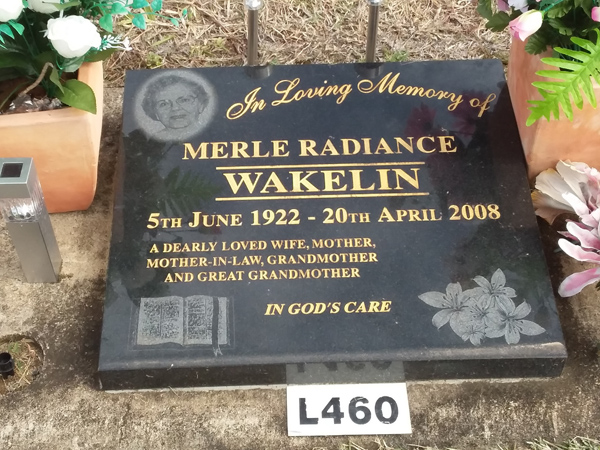 In Loving Memory of
MERLE RADIANCE
WAKELIN
5TH JUNE 1922 - 20TH APRIL 2008
A DEARLY LOVED WIFE, MOTHER,
MOTHER-IN-LAW, GRANDMOTHER
AND GREAT GRANDMOTHER
IN GOD'S CARE
L460